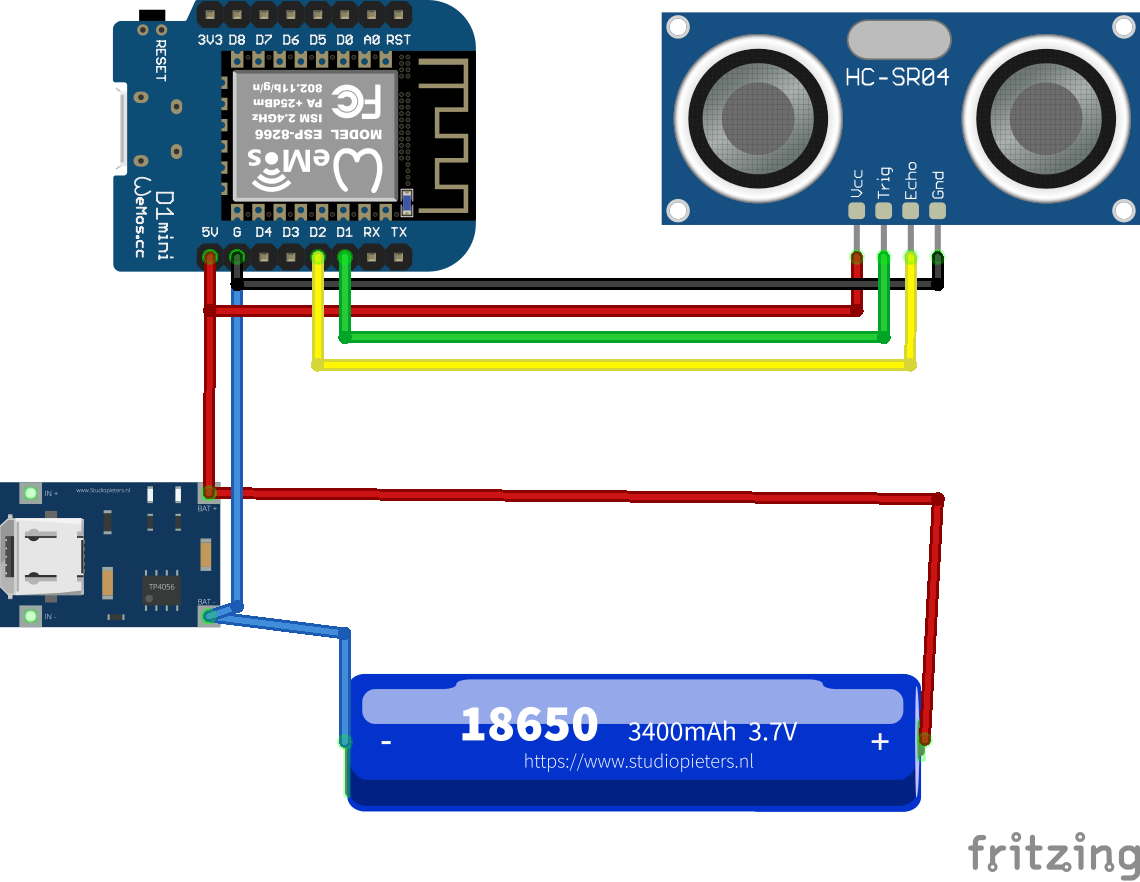 3V3 D8 D7 D6 D5 D0 A0 RST
RESET
802.11b/g/n
PA +25dBm
ISM 2.4GHz
MODEL ESP-8266
FC
WeMos
D1mini
WeMos.cc
5V G D4 D3 D2 D1 RX TX
HC-SR04
Vcc Trig Echo Gnd
IN +
www.Studiopieters.nl
BAT +
TP4056
BAT -
IN -
18650 3400mAh 3.7V
- +
https://www.studiopieters.nl
fritzing